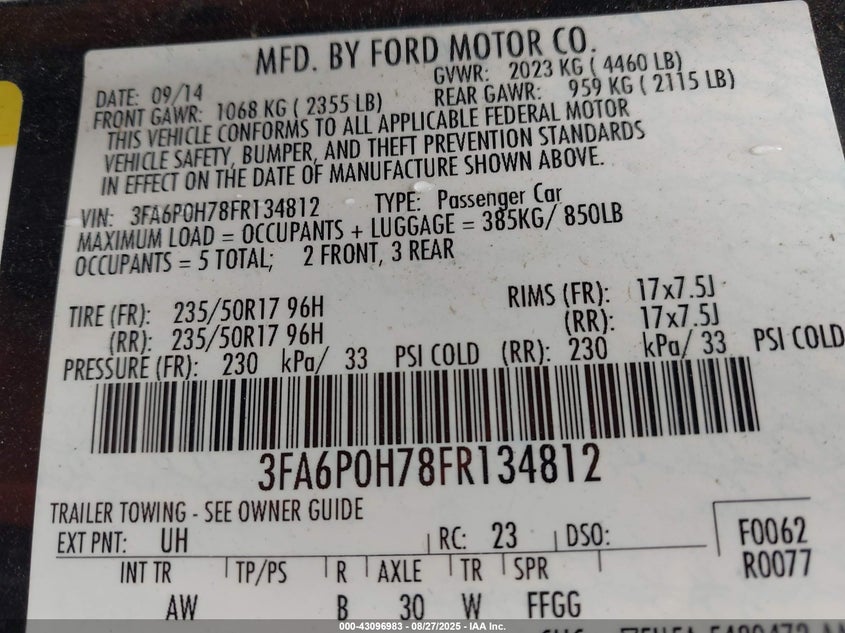 MFD. BY FORD MOTOR CO.
DATE: 09/14 GVWR: 2023 KG ( 4460 LB)
FRONT GAWR: 1068 KG ( 2355 LB) REAR GAWR: 959 KG ( 2115 LB)
THIS VEHICLE CONFORMS TO ALL APPLICABLE FEDERAL MOTOR
VEHICLE SAFETY, BUMPER, AND THEFT PREVENTION STANDARDS
IN EFFECT ON THE DATE OF MANUFACTURE SHOWN ABOVE.
VIN: 3FA6P0H78FR134812 TYPE: Passenger Car
MAXIMUM LOAD = OCCUPANTS + LUGGAGE = 385KG/ 850LB
OCCUPANTS = 5 TOTAL; 2 FRONT, 3 REAR
TIRE (FR): 235/50R17 96H RIMS (FR): 17x7.5J
(RR): 235/50R17 96H (RR): 17x7.5J
PRESSURE (FR): 230 kPa/ 33 PSI COLD (RR): 230 kPa/ 33 PSI COLD
3FA6P0H78FR134812
TRAILER TOWING - SEE OWNER GUIDE
EXT PNT: UH RC: 23 DSO: F0062
R0077
INT TR TP/PS R AXLE TR SPR
AW B 30 W FFGG
000-43096983 - 08/27/2025 - IAA Inc.